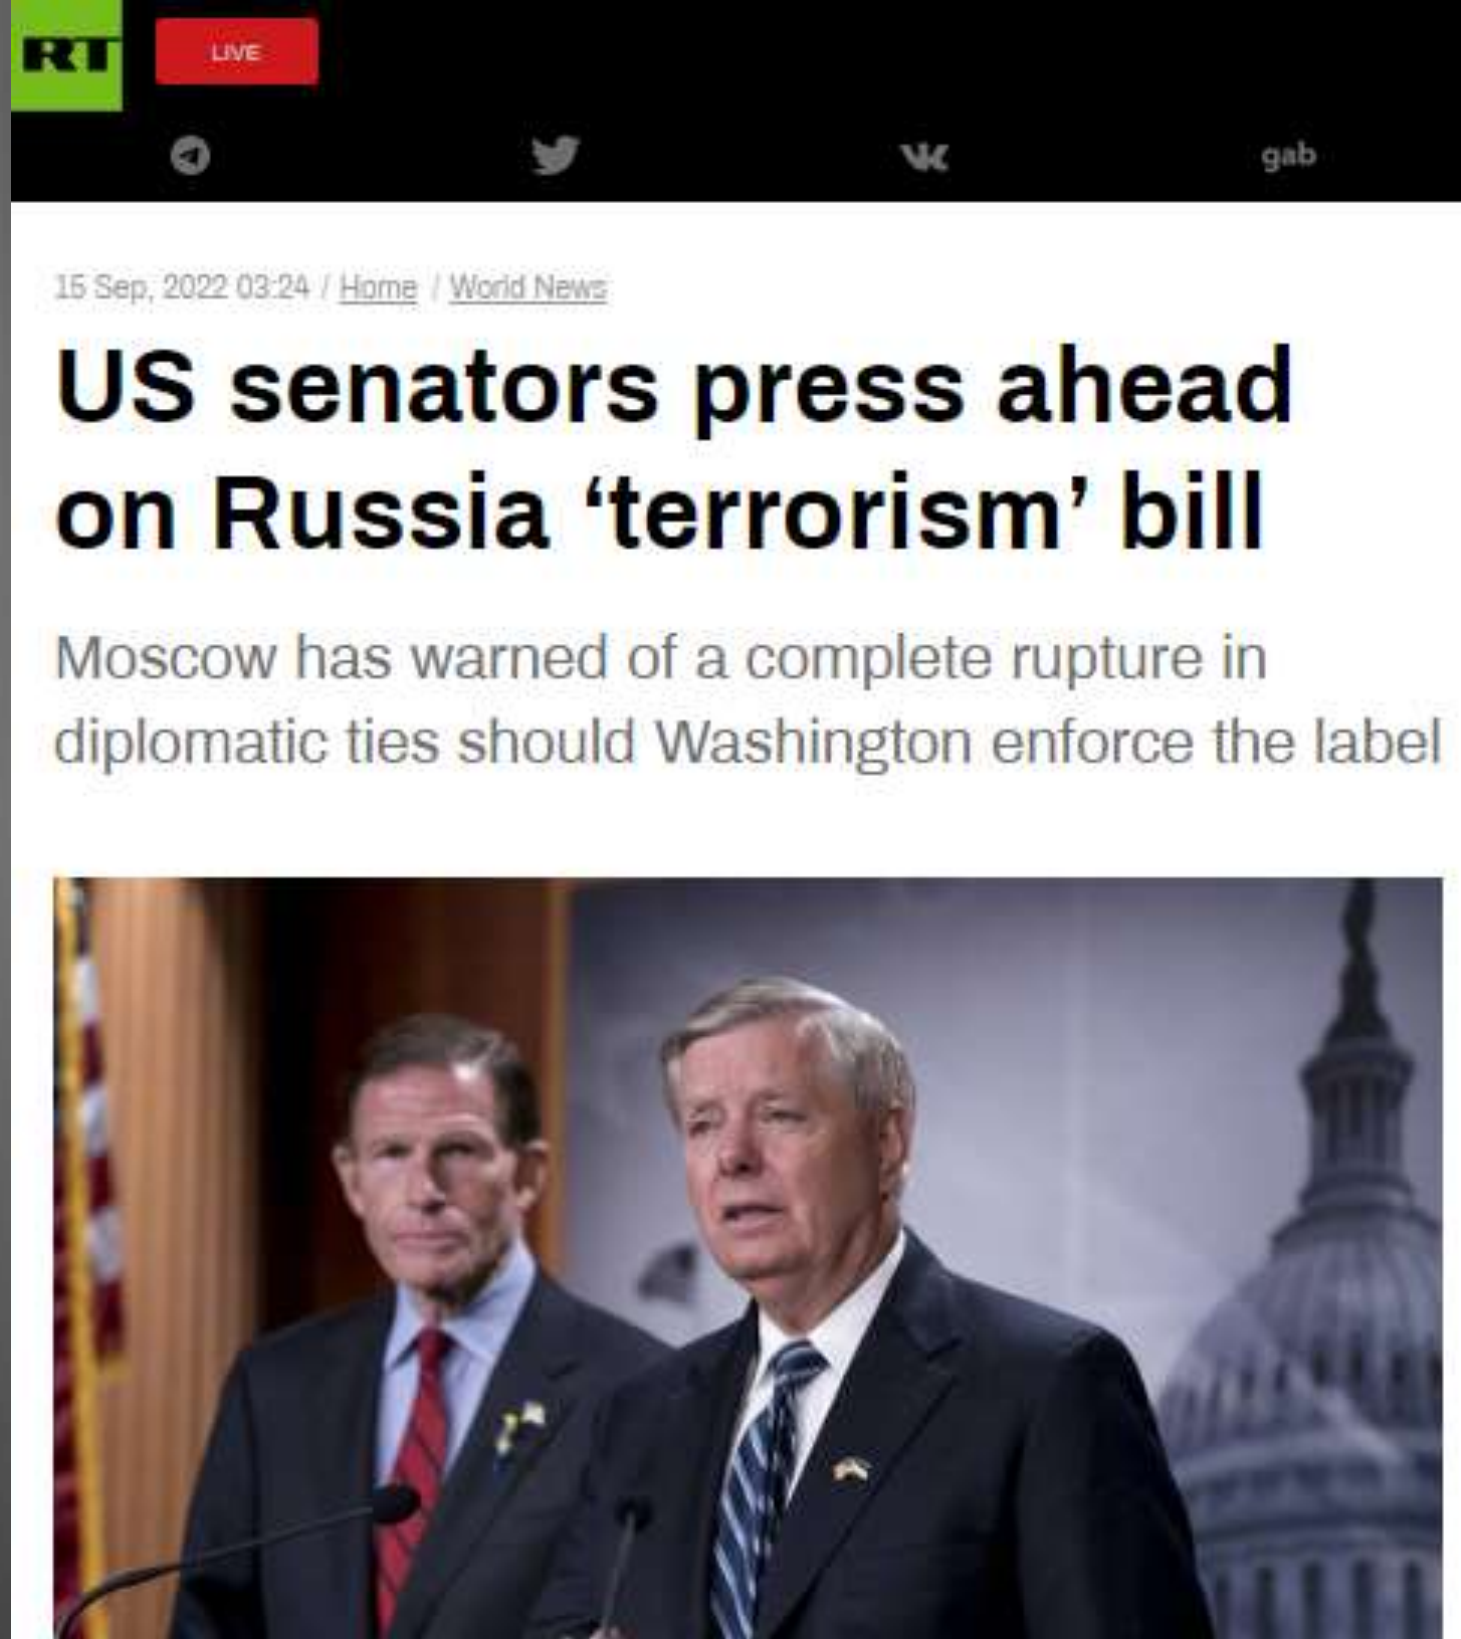 RT
LIVE
gab
15 Sep, 2022 03:24 / Home / World News
US senators press ahead
on Russia ‘terrorism’ bill
Moscow has warned of a complete rupture in
diplomatic ties should Washington enforce the label